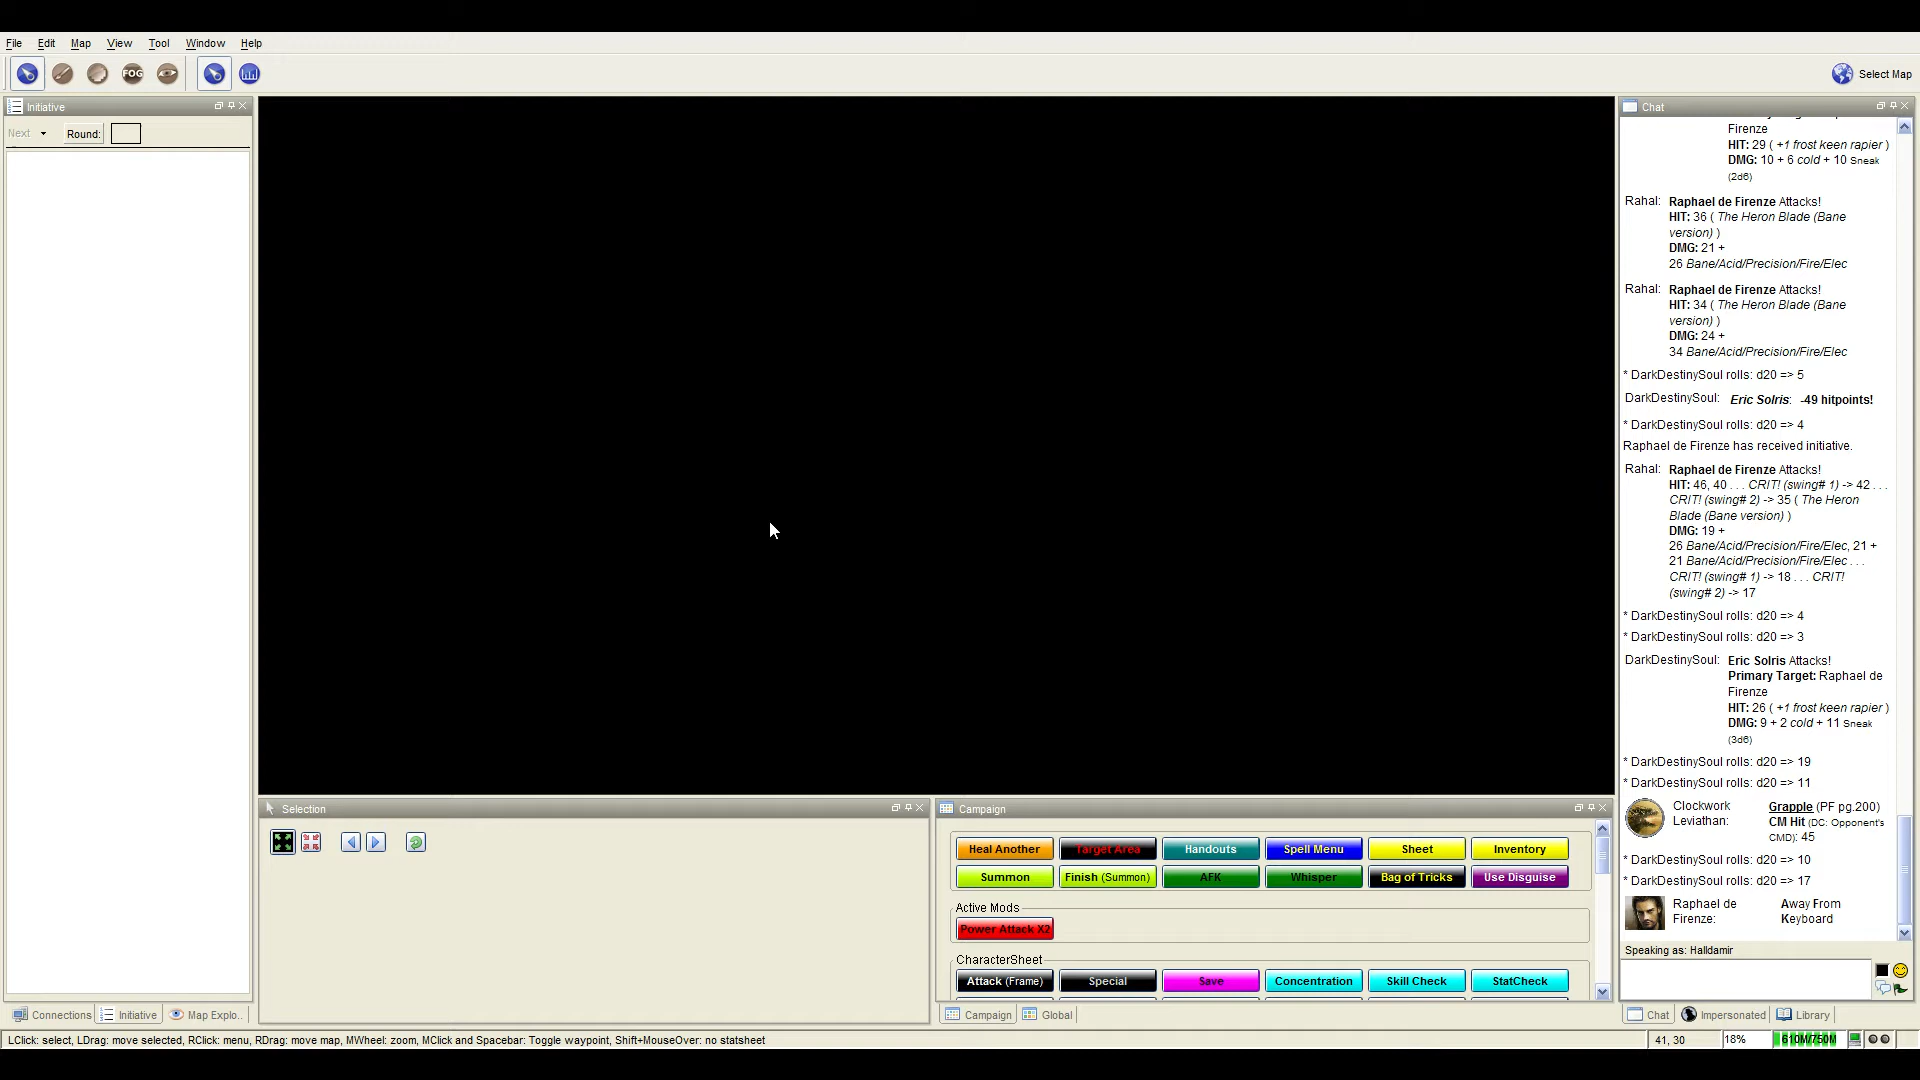 File Edit Map View Tool Window Help
FOG
Select Map
Initiative
Next Round:
Chat
Firenze
HIT: 29 ( +1 frost keen rapier )
DMG: 10 + 6 cold + 10 Sneak
(2d6)
Rahal: Raphael de Firenze Attacks!
HIT: 36 ( The Heron Blade (Bane
version) )
DMG: 21 +
26 Bane/Acid/Precision/Fire/Elec
Rahal: Raphael de Firenze Attacks!
HIT: 34 ( The Heron Blade (Bane
version) )
DMG: 24 +
34 Bane/Acid/Precision/Fire/Elec
* DarkDestinySoul rolls: d20 => 5
DarkDestinySoul: Eric Solris: -49 hitpoints!
* DarkDestinySoul rolls: d20 => 4
Raphael de Firenze has received initiative.
Rahal: Raphael de Firenze Attacks!
HIT: 46, 40 . . . CRIT! (swing# 1) -> 42 . . .
CRIT! (swing# 2) -> 35 ( The Heron
Blade (Bane version) )
DMG: 19 +
26 Bane/Acid/Precision/Fire/Elec, 21 +
21 Bane/Acid/Precision/Fire/Elec . . .
CRIT! (swing# 1) -> 18 . . . CRIT!
(swing# 2) -> 17
* DarkDestinySoul rolls: d20 => 4
* DarkDestinySoul rolls: d20 => 3
DarkDestinySoul: Eric Solris Attacks!
Primary Target: Raphael de
Firenze
HIT: 26 ( +1 frost keen rapier )
DMG: 9 + 2 cold + 11 Sneak
(3d6)
* DarkDestinySoul rolls: d20 => 19
* DarkDestinySoul rolls: d20 => 11
Clockwork Grapple (PF pg.200)
Leviathan: CM Hit (DC: Opponent's
CMD): 45
* DarkDestinySoul rolls: d20 => 10
* DarkDestinySoul rolls: d20 => 17
Raphael de Away From
Firenze: Keyboard
Speaking as: Halldamir
Chat Impersonated Library
Selection
Campaign
Heal Another Target Area Handouts Spell Menu Sheet Inventory
Summon Finish (Summon) AFK Whisper Bag of Tricks Use Disguise
Active Mods
Power Attack X2
CharacterSheet
Attack (Frame) Special Save Concentration Skill Check StatCheck
Connections Initiative Map Explo..
Campaign Global
LClick: select, LDrag: move selected, RClick: menu, RDrag: move map, MWheel: zoom, MClick and Spacebar: Toggle waypoint, Shift+MouseOver: no statsheet
41, 30 18% 610M/750M